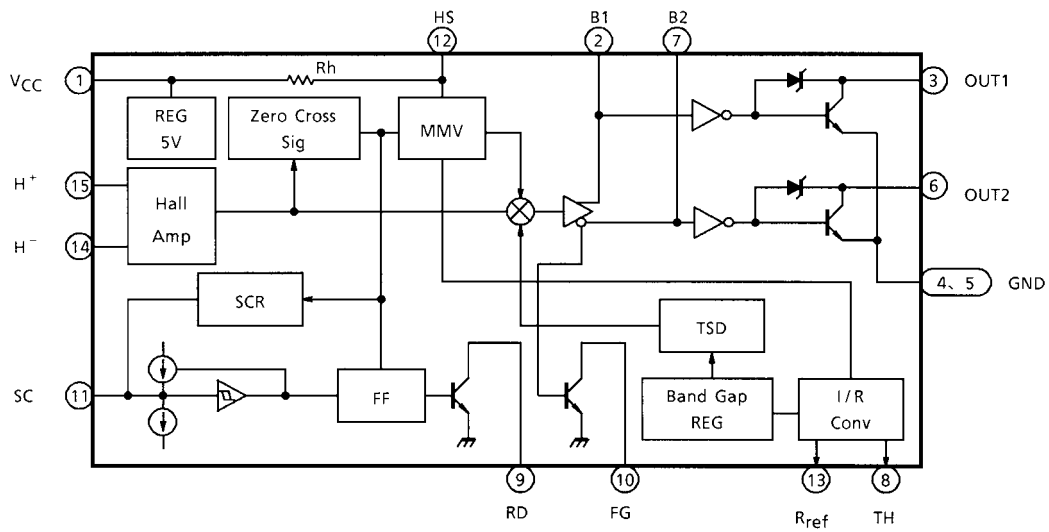 HS B1 B2
12 2 7
VCC 1 Rh 3 OUT1
REG
5V
Zero Cross
Sig
MMV
H+ 15
Hall
Amp
6 OUT2
H− 14
4、5 GND
SCR
TSD
SC 11
FF
Band Gap
REG
I/R
Conv
9 10 13 8
RD FG Rref TH